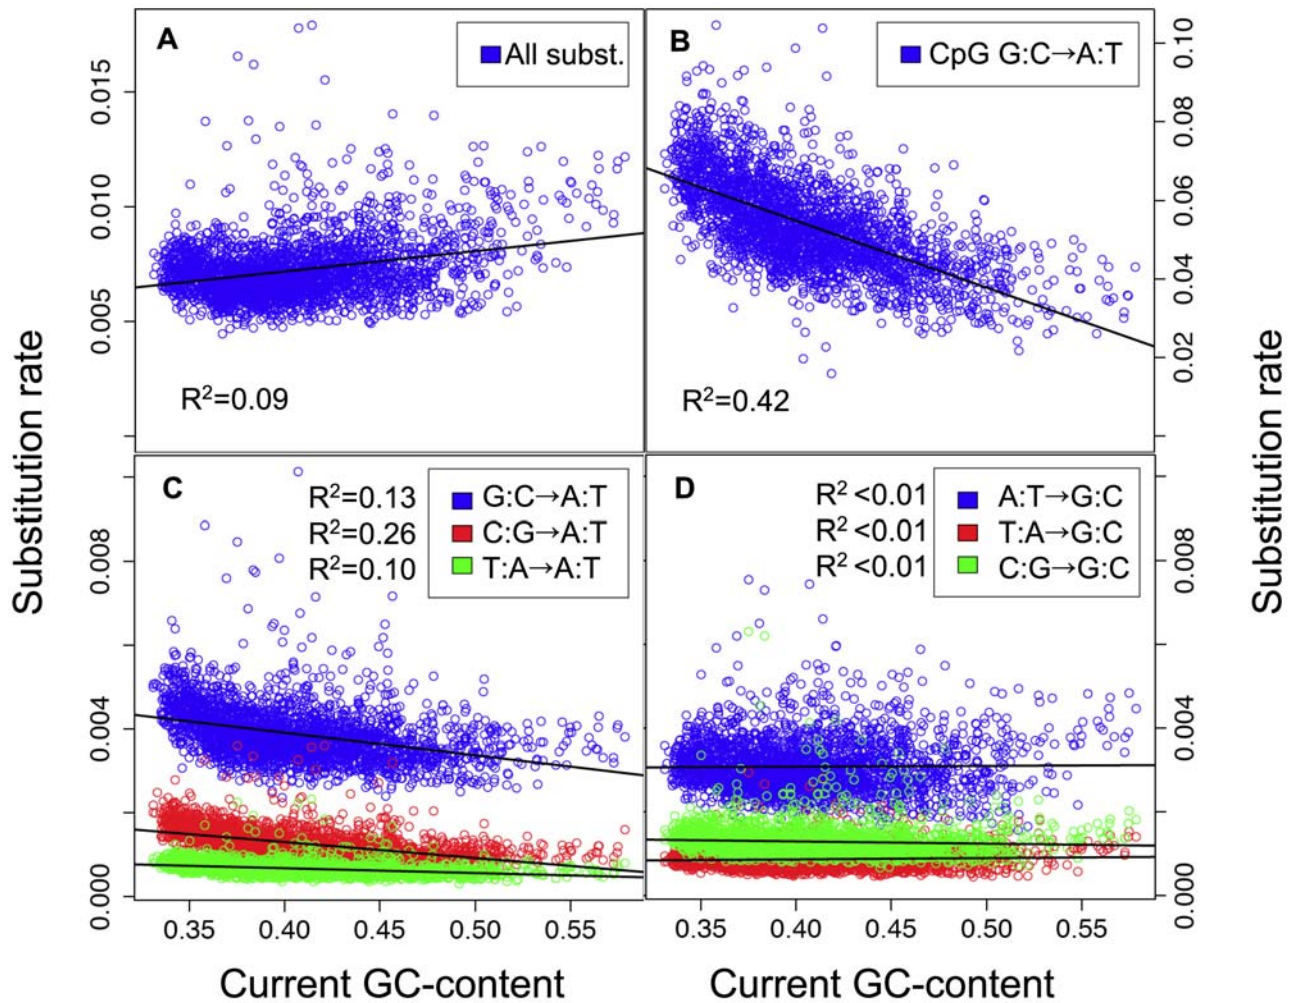 A
All subst.
R²=0.09
0.015
0.010
0.005
B
CpG G:C→A:T
R²=0.42
0.10
0.08
0.06
0.04
0.02
Substitution rate
Substitution rate
C
R²=0.13
G:C→A:T
R²=0.26
C:G→A:T
R²=0.10
T:A→A:T
0.008
0.004
0.000
D
R² <0.01
A:T→G:C
R² <0.01
T:A→G:C
R² <0.01
C:G→G:C
0.008
0.004
0.000
0.35 0.40 0.45 0.50 0.55
0.35 0.40 0.45 0.50 0.55
Current GC-content
Current GC-content